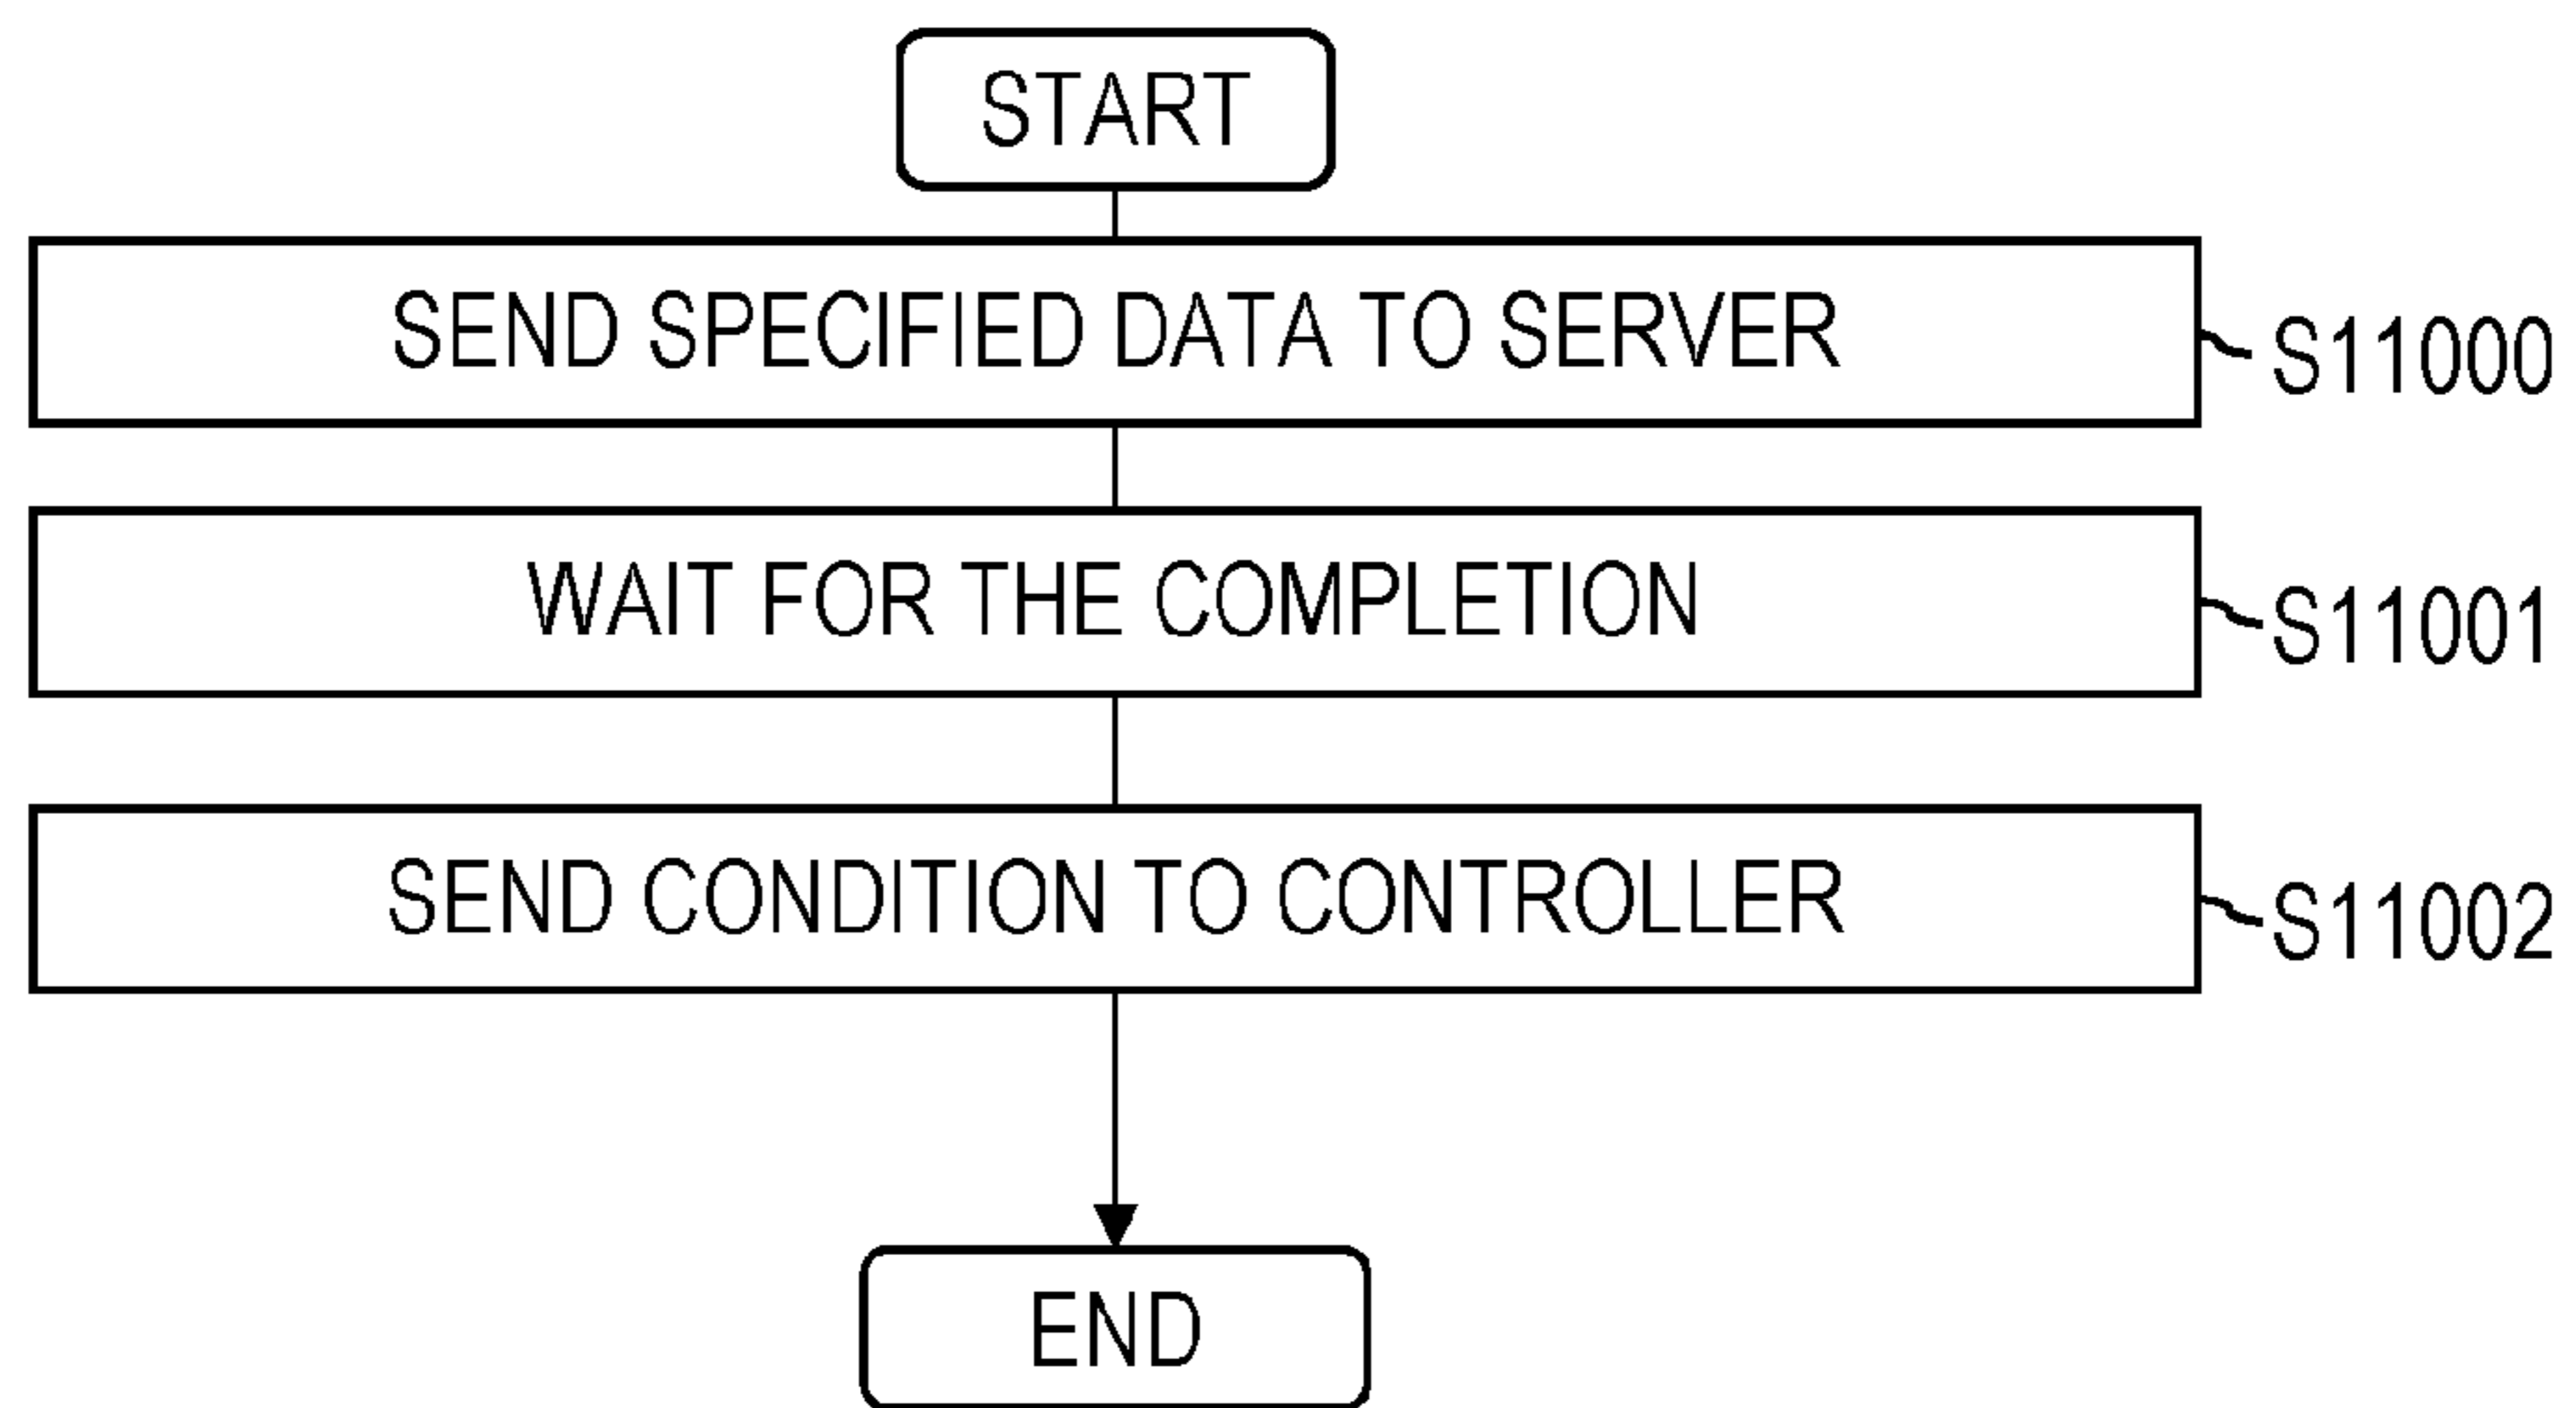 START
SEND SPECIFIED DATA TO SERVER
S11000
WAIT FOR THE COMPLETION
S11001
SEND CONDITION TO CONTROLLER
S11002
END